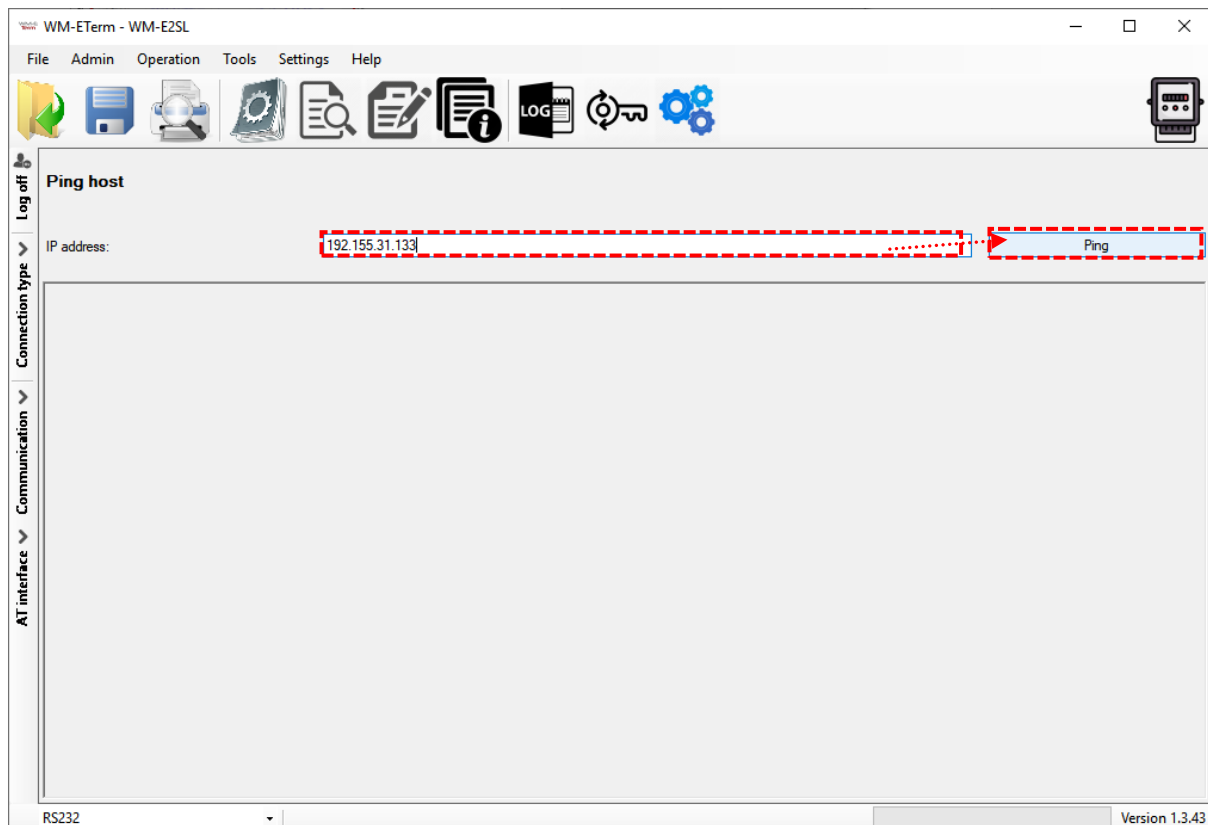 WM-ETerm - WM-E2SL
File Admin Operation Tools Settings Help
LOG
Log off
Connection type
Communication
AT interface
Ping host
IP address: 192.155.31.133 Ping
RS232 Version 1.3.43